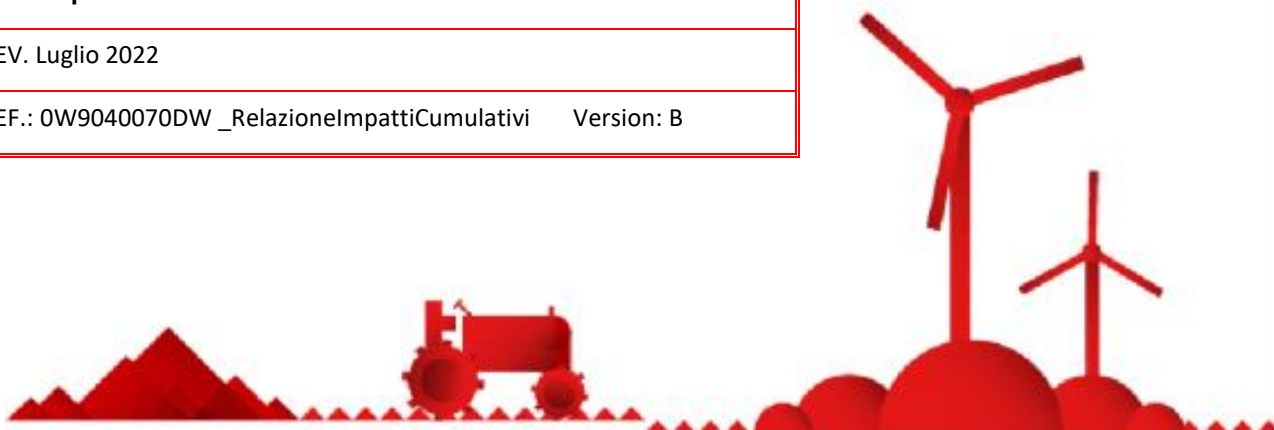 EV. Luglio 2022
EF.: 0W9040070DW _RelazioneImpattiCumulativi Version: B